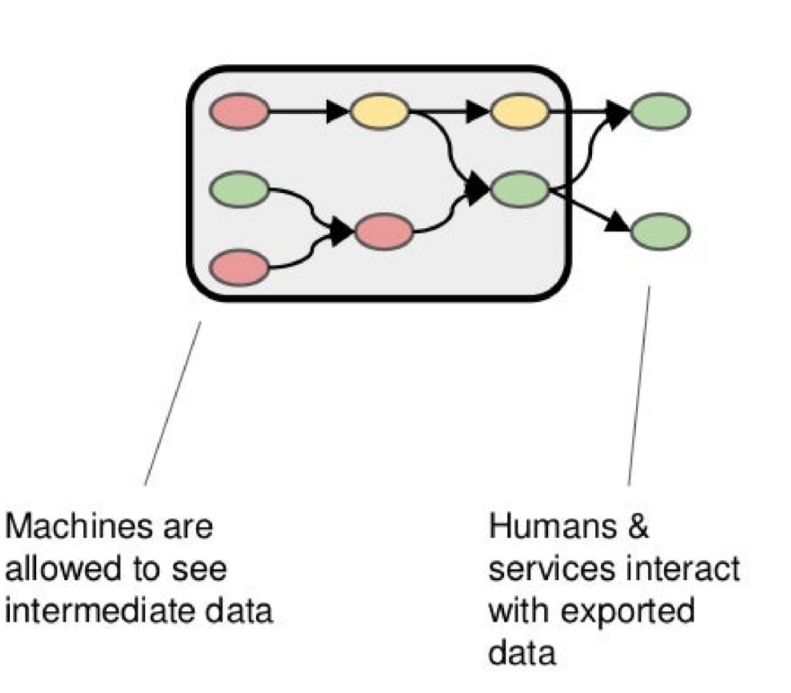 Machines are
allowed to see
intermediate data
Humans &
services interact
with exported
data